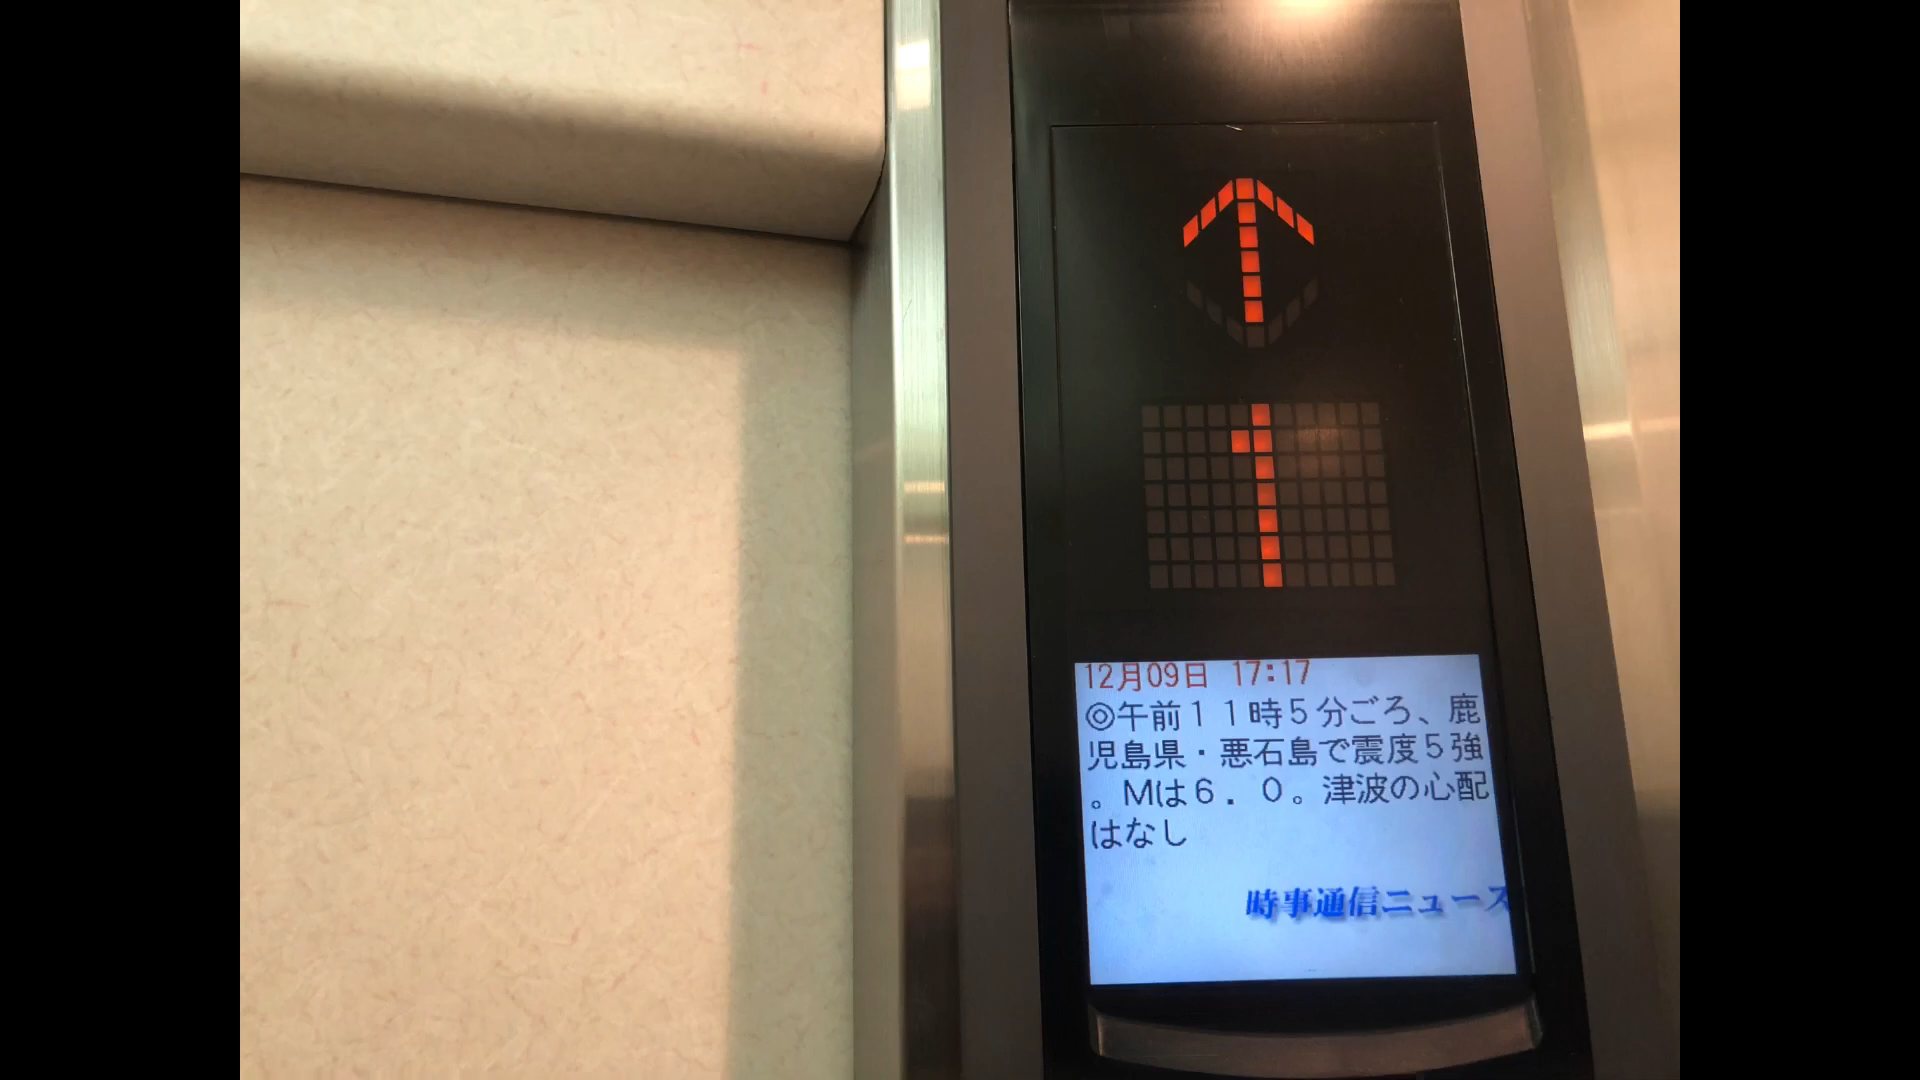 1
12月09日 17:17
◎午前11時5分ごろ、鹿
児島県・悪石島で震度5強
。Mは6．0。津波の心配
はなし
時事通信ニュース